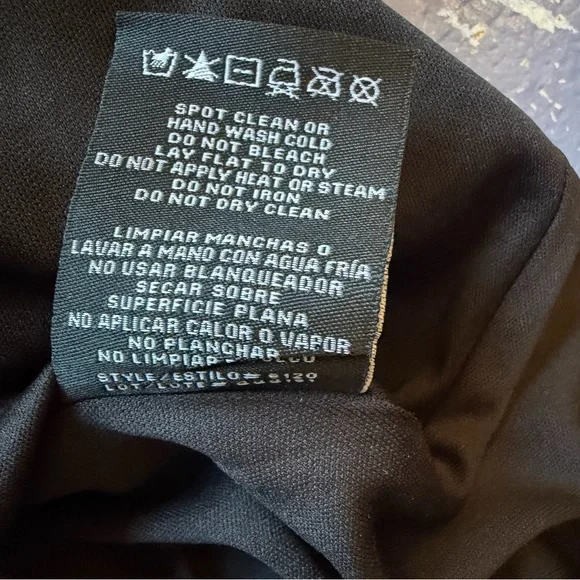 SPOT CLEAN OR
HAND WASH COLD
DO NOT BLEACH
LAY FLAT TO DRY
DO NOT APPLY HEAT OR STEAM
DO NOT IRON
DO NOT DRY CLEAN
LIMPIAR MANCHAS O
LAVAR A MANO CON AGUA FRÍA
NO USAR BLANQUEADOR
SECAR SOBRE
SUPERFICIE PLANA
NO APLICAR CALOR O VAPOR
NO PLANCHAR
NO LIMPIAR
STYLE/ESTILO#